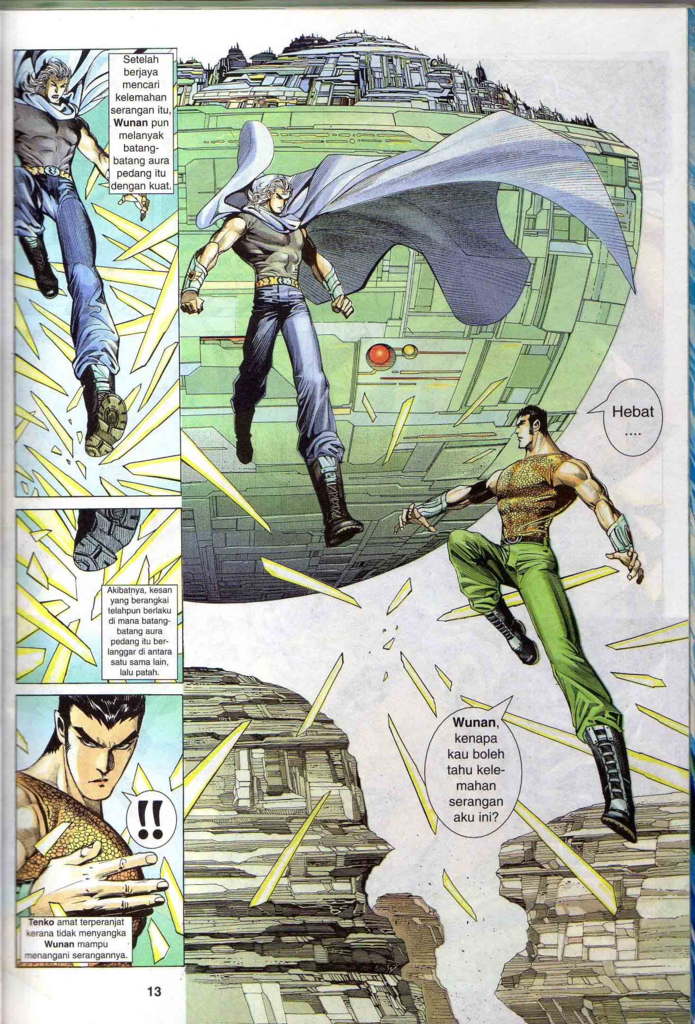 Setelah
berjaya
mencari
kelemahan
serangan itu,
Wunan pun
melanyak
batang-
batang aura
pedang itu
dengan kuat.
Akibatnya, kesan
yang berangkai
telahpun berlaku
di mana batang-
batang aura
pedang itu ber-
langgar di antara
satu sama lain,
lalu patah.
!!
Tenko amat terperanjat
kerana tidak menyangka
Wunan mampu
menangani serangannya.
Hebat
....
Wunan,
kenapa
kau boleh
tahu kele-
mahan
serangan
aku ini?
13